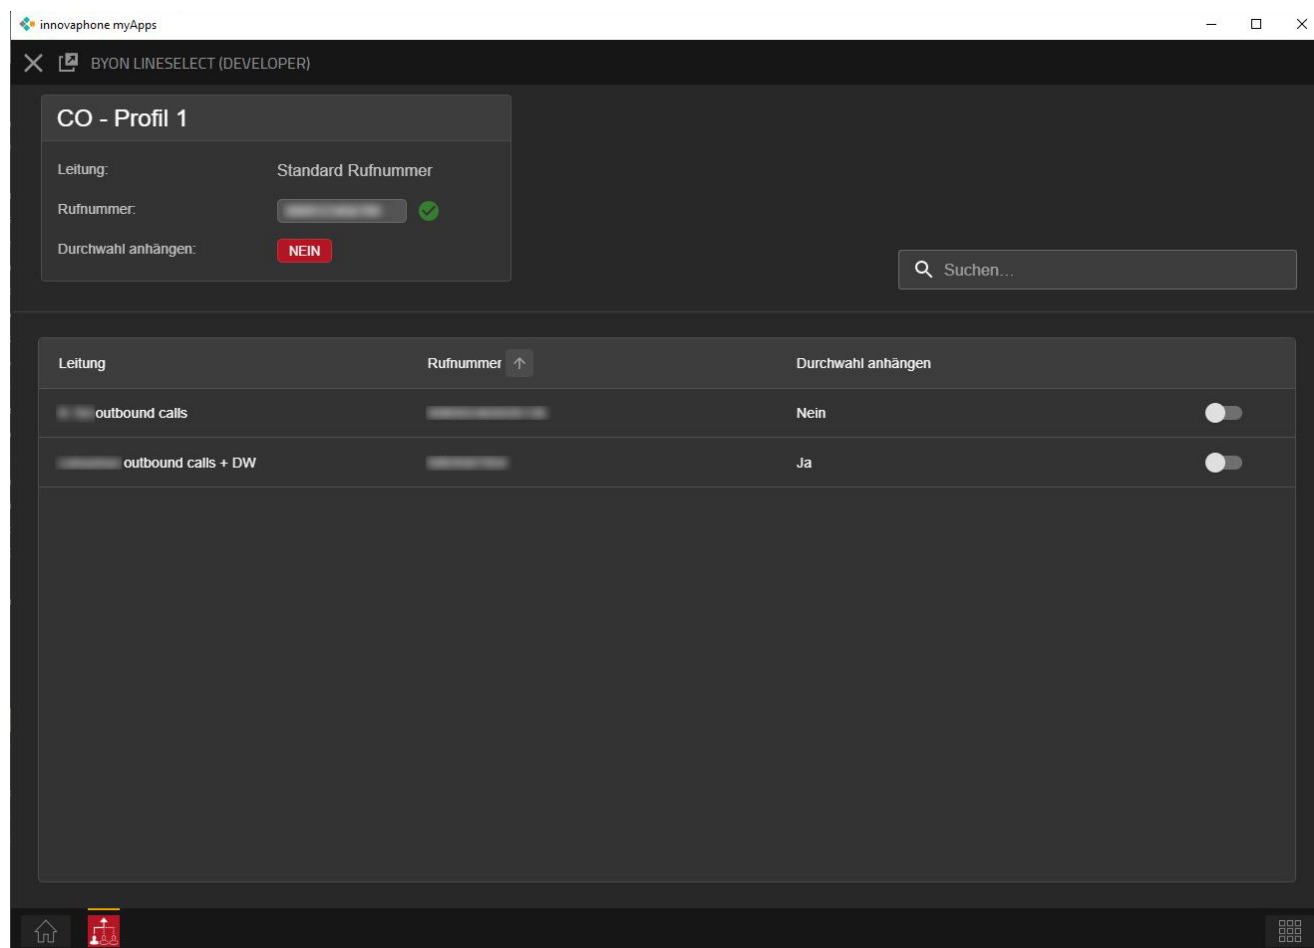 innovaphone myApps
BYON LINESELECT (DEVELOPER)
CO - Profil 1
Leitung: Standard Rufnummer
Rufnummer:
Durchwahl anhängen: NEIN
Suchen...
Leitung Rufnummer Durchwahl anhängen
outbound calls Nein
outbound calls + DW Ja